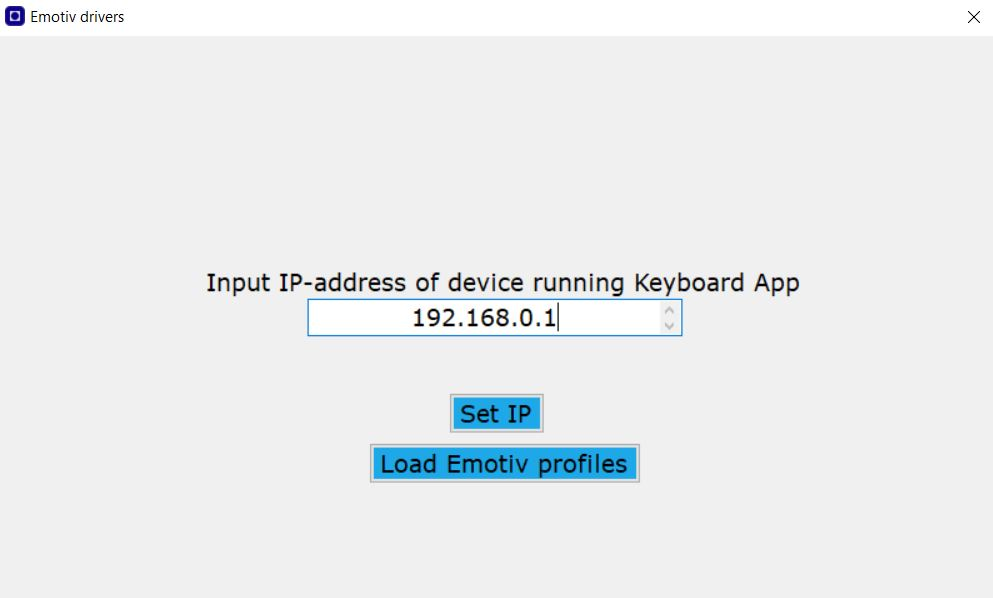 Emotiv drivers
Input IP-address of device running Keyboard App
192.168.0.1
Set IP
Load Emotiv profiles